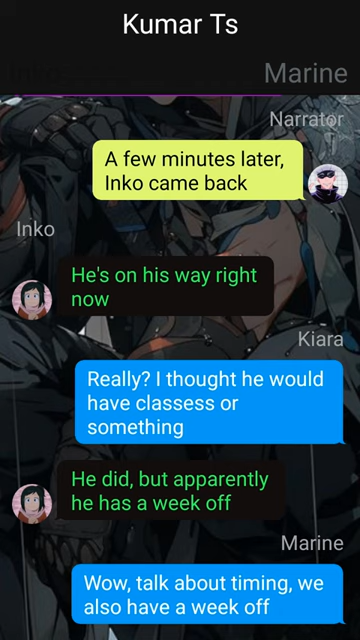 Kumar Ts
Inko
Marine
Narrator
A few minutes later,
Inko came back
Inko
He's on his way right
now
Kiara
Really? I thought he would
have classess or
something
He did, but apparently
he has a week off
Marine
Wow, talk about timing, we
also have a week off